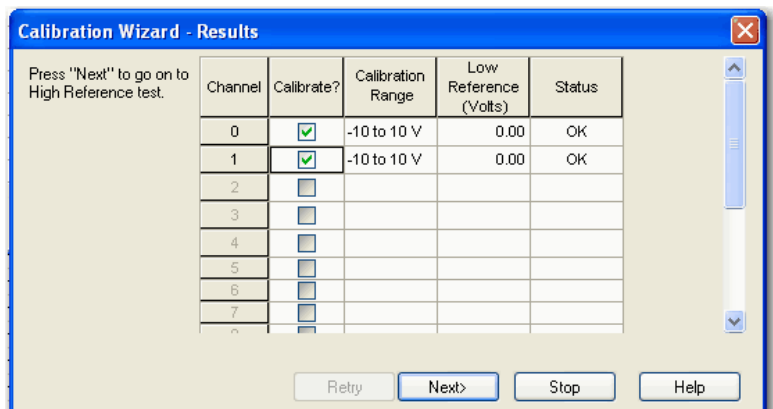 Calibration Wizard - Results
Press "Next" to go on to
High Reference test.
Channel Calibrate? Calibration Range Low Reference (Volts) Status
0 -10 to 10 V 0.00 OK
1 -10 to 10 V 0.00 OK
2
3
4
5
6
7
Retry Next> Stop Help